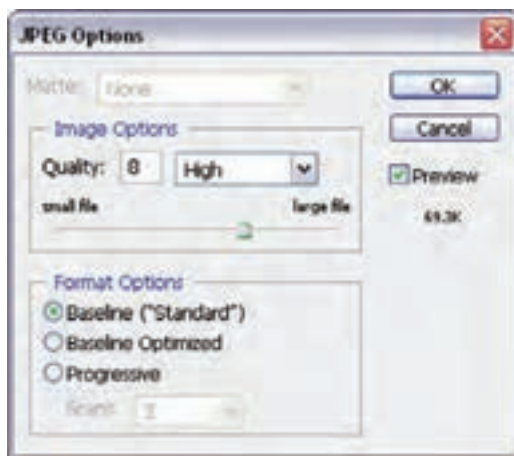 JPEG Options
Matte: None
OK
Image Options
Cancel
Quality: 8 High
Preview
small file large file
69.3K
Format Options
Baseline ("Standard")
Baseline Optimized
Progressive
Scans: 3